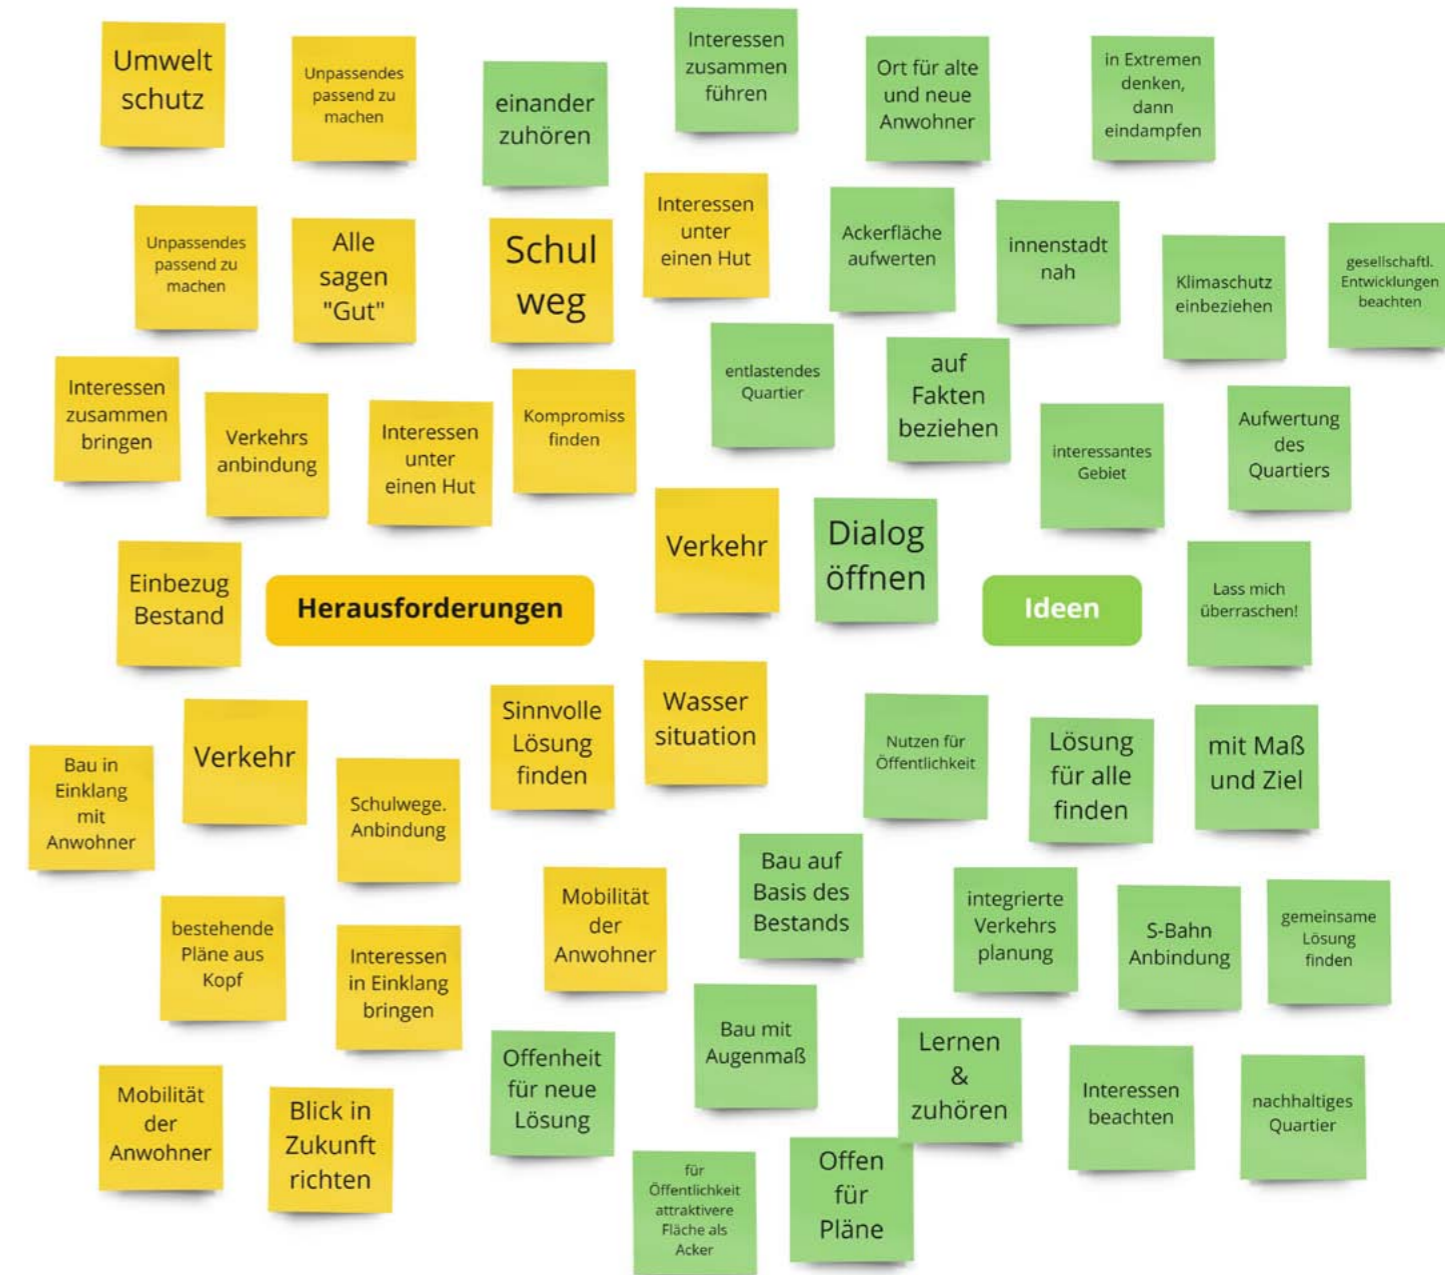 Umwelt
schutz
Unpassendes
passend zu
machen
einander
zuhören
Interessen
zusammen
führen
Ort für alte
und neue
Anwohner
in Extremen
denken,
dann
eindampfen
Unpassendes
passend zu
machen
Alle
sagen
"Gut"
Schul
weg
Interessen
unter
einen Hut
Ackerfläche
aufwerten
innenstadt
nah
Klimaschutz
einbeziehen
gesellschaftl.
Entwicklungen
beachten
Interessen
zusammen
bringen
Verkehrs
anbindung
Interessen
unter
einen Hut
Kompromiss
finden
entlastendes
Quartier
auf
Fakten
beziehen
interessantes
Gebiet
Aufwertung
des
Quartiers
Einbezug
Bestand
Herausforderungen
Verkehr
Dialog
öffnen
Ideen
Lass mich
überraschen!
Bau in
Einklang
mit
Anwohner
Verkehr
Schulwege.
Anbindung
Sinnvolle
Lösung
finden
Wasser
situation
Nutzen für
Öffentlichkeit
Lösung
für alle
finden
mit Maß
und Ziel
bestehende
Pläne aus
Kopf
Interessen
in Einklang
bringen
Mobilität
der
Anwohner
Bau auf
Basis des
Bestands
integrierte
Verkehrs
planung
S-Bahn
Anbindung
gemeinsame
Lösung
finden
Mobilität
der
Anwohner
Blick in
Zukunft
richten
Offenheit
für neue
Lösung
Bau mit
Augenmaß
Lernen
&
zuhören
Interessen
beachten
nachhaltiges
Quartier
für
Öffentlichkeit
attraktivere
Fläche als
Acker
Offen
für
Pläne